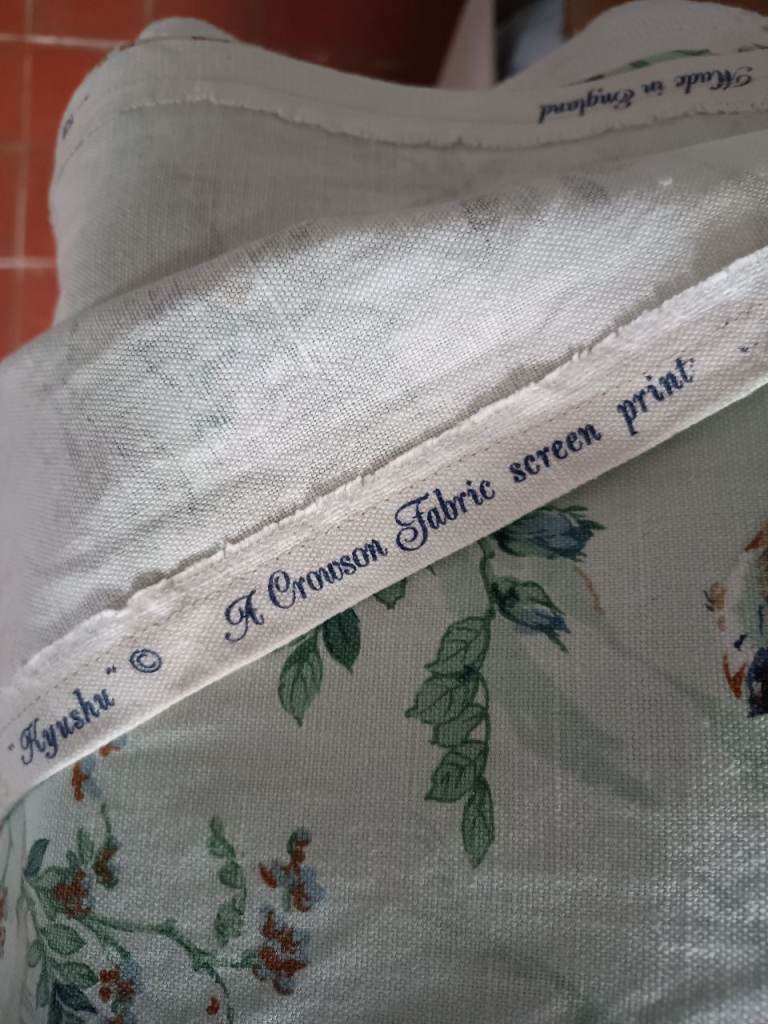 Made in England
"Kyushu" © A Crowson Fabric screen print